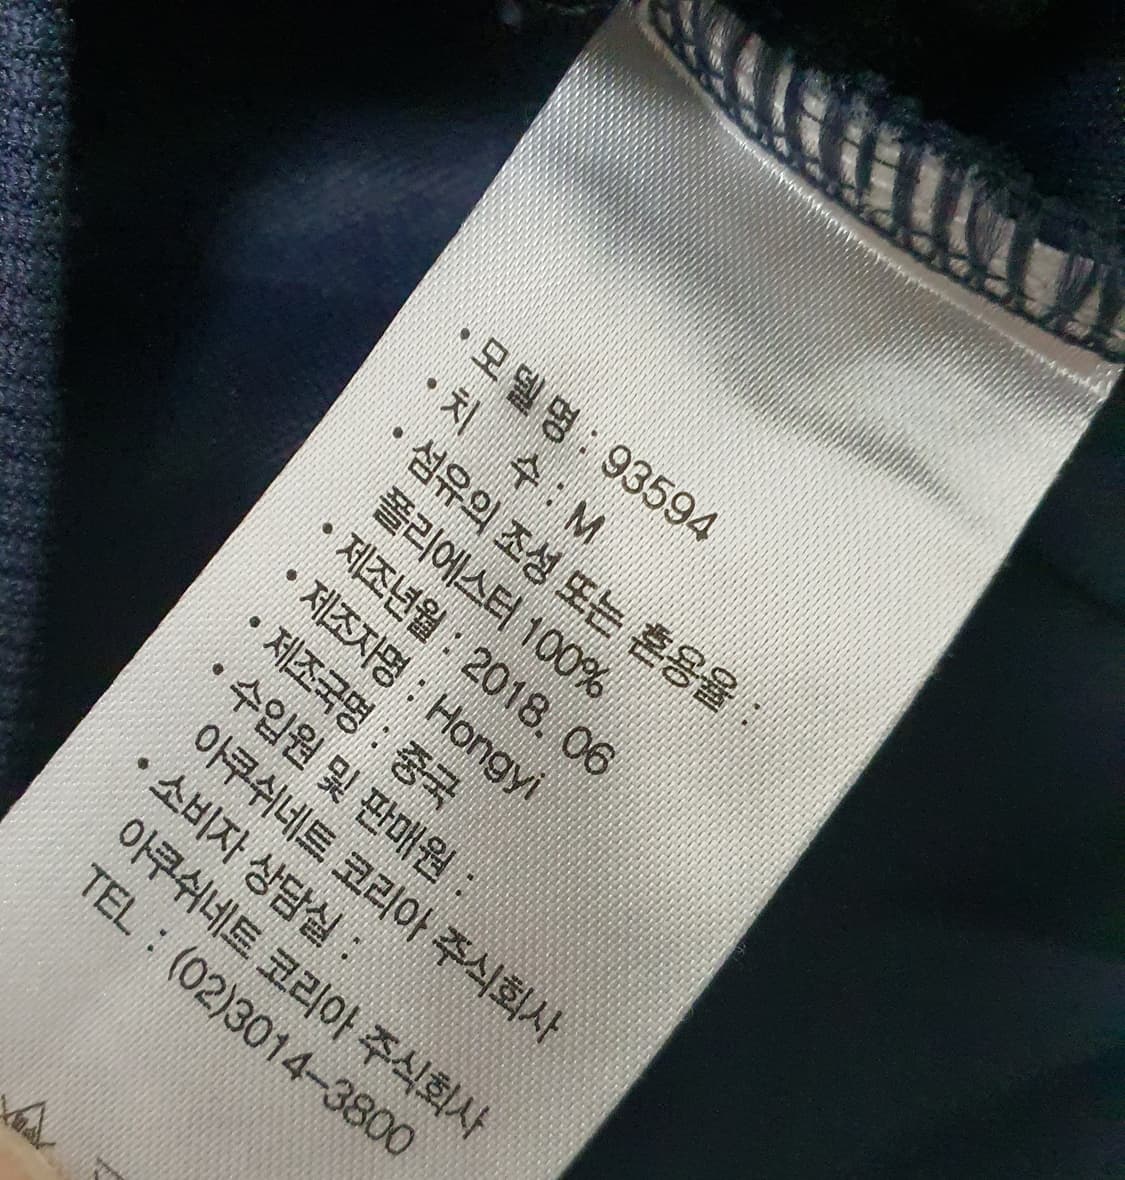 • 모델명 : 93594
• 치 수 : M
• 섬유의 조성 또는 혼용율 :
폴리에스터 100%
• 제조년월 : 2018. 06
• 제조자명 : Hongyi
• 제조국명 : 중국
• 수입원 및 판매원 :
아쿠쉬네트 코리아 주식회사
• 소비자 상담실 :
아쿠쉬네트 코리아 주식회사
TEL : (02)3014-3800